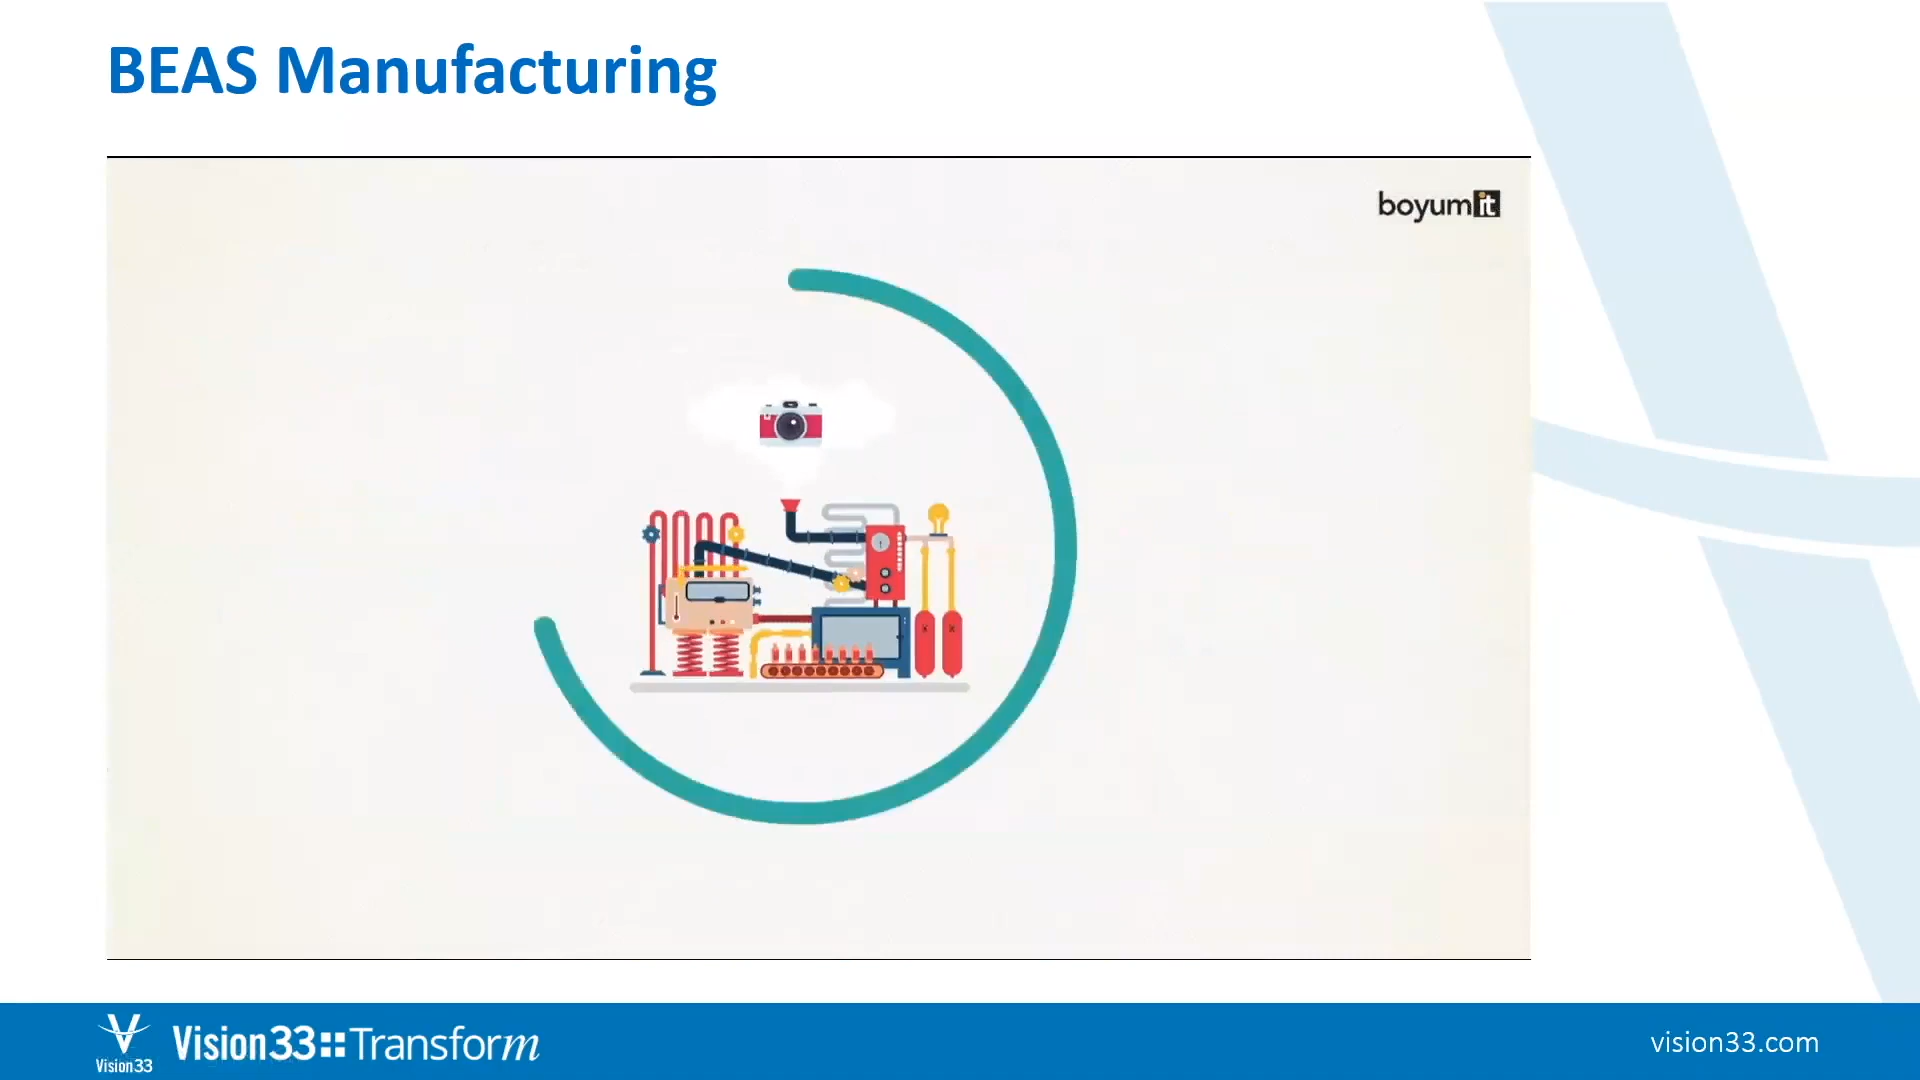 BEAS Manufacturing
boyumit
Vision33
Vision33::Transform
vision33.com